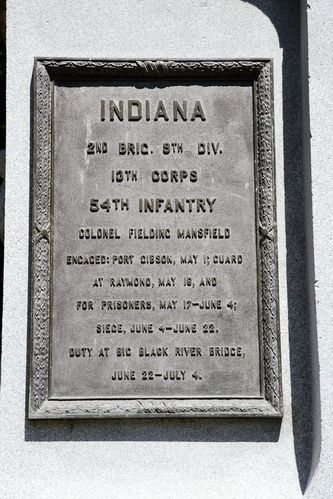 INDIANA
2ND BRIG. 9TH DIV.
13TH CORPS
54TH INFANTRY
COLONEL FIELDING MANSFIELD
ENGAGED: PORT GIBSON, MAY 1; GUARD
AT RAYMOND, MAY 16, AND
FOR PRISONERS, MAY 17-JUNE 4;
SIEGE, JUNE 4-JUNE 22.
DUTY AT BIG BLACK RIVER BRIDGE,
JUNE 22-JULY 4.